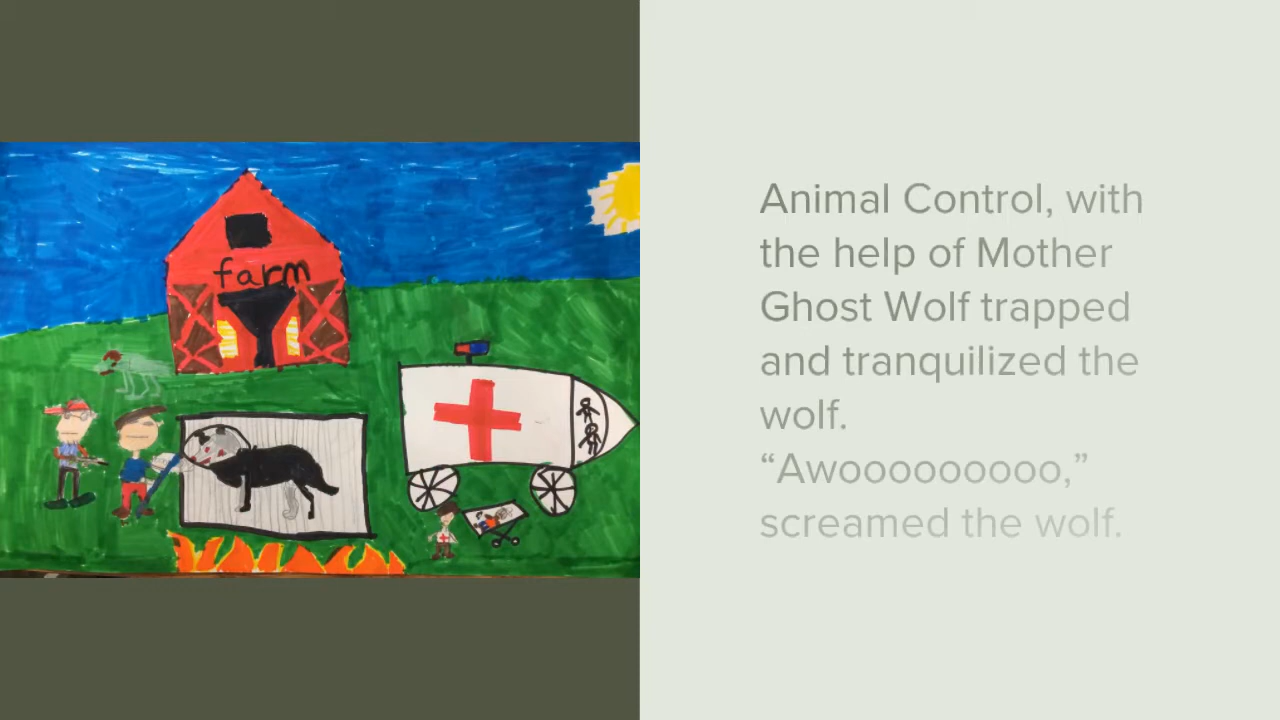 farm
Animal Control, with
the help of Mother
Ghost Wolf trapped
and tranquilized the
wolf.
“Awooooooooo,”
screamed the wolf.